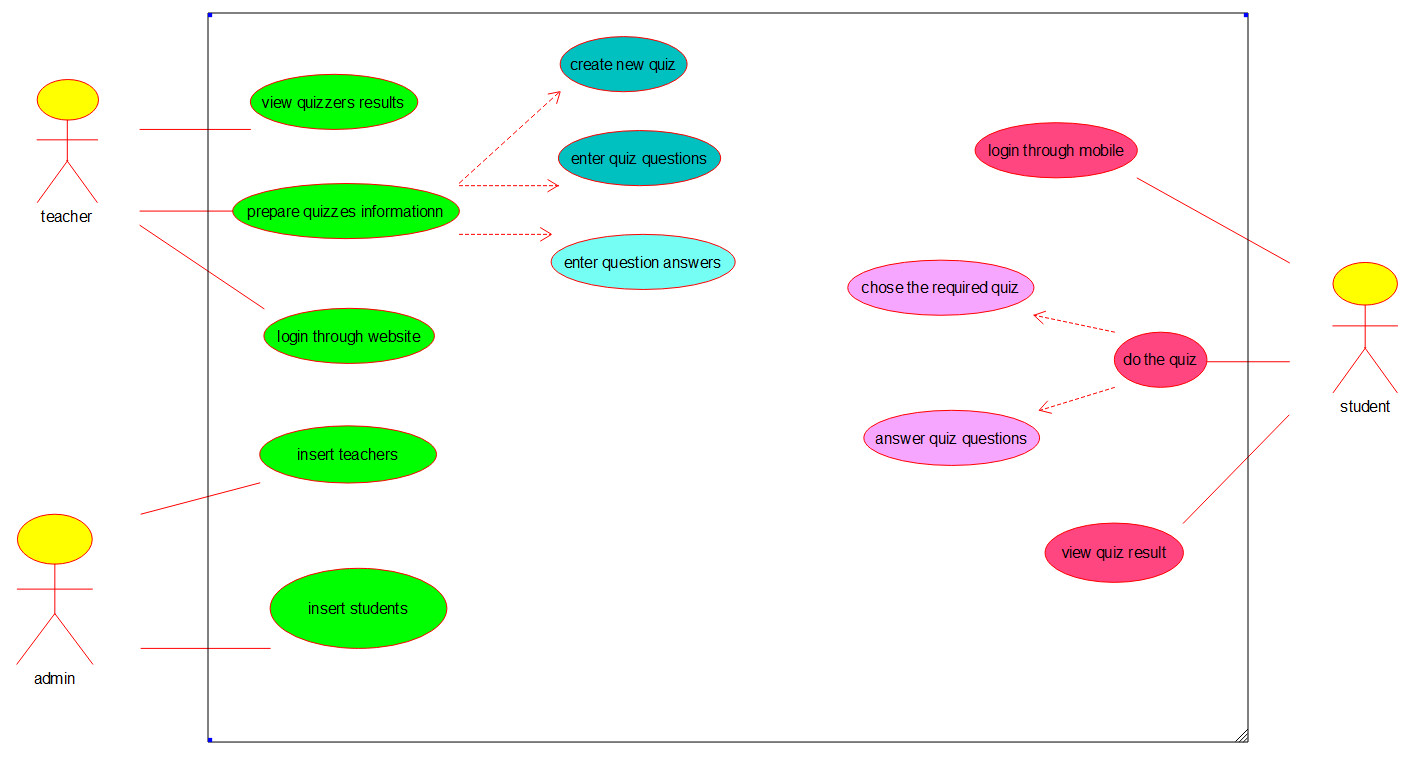 create new quiz
view quizzers results
login through mobile
enter quiz questions
teacher
prepare quizzes informationn
enter question answers
chose the required quiz
login through website
do the quiz
student
answer quiz questions
insert teachers
view quiz result
insert students
admin